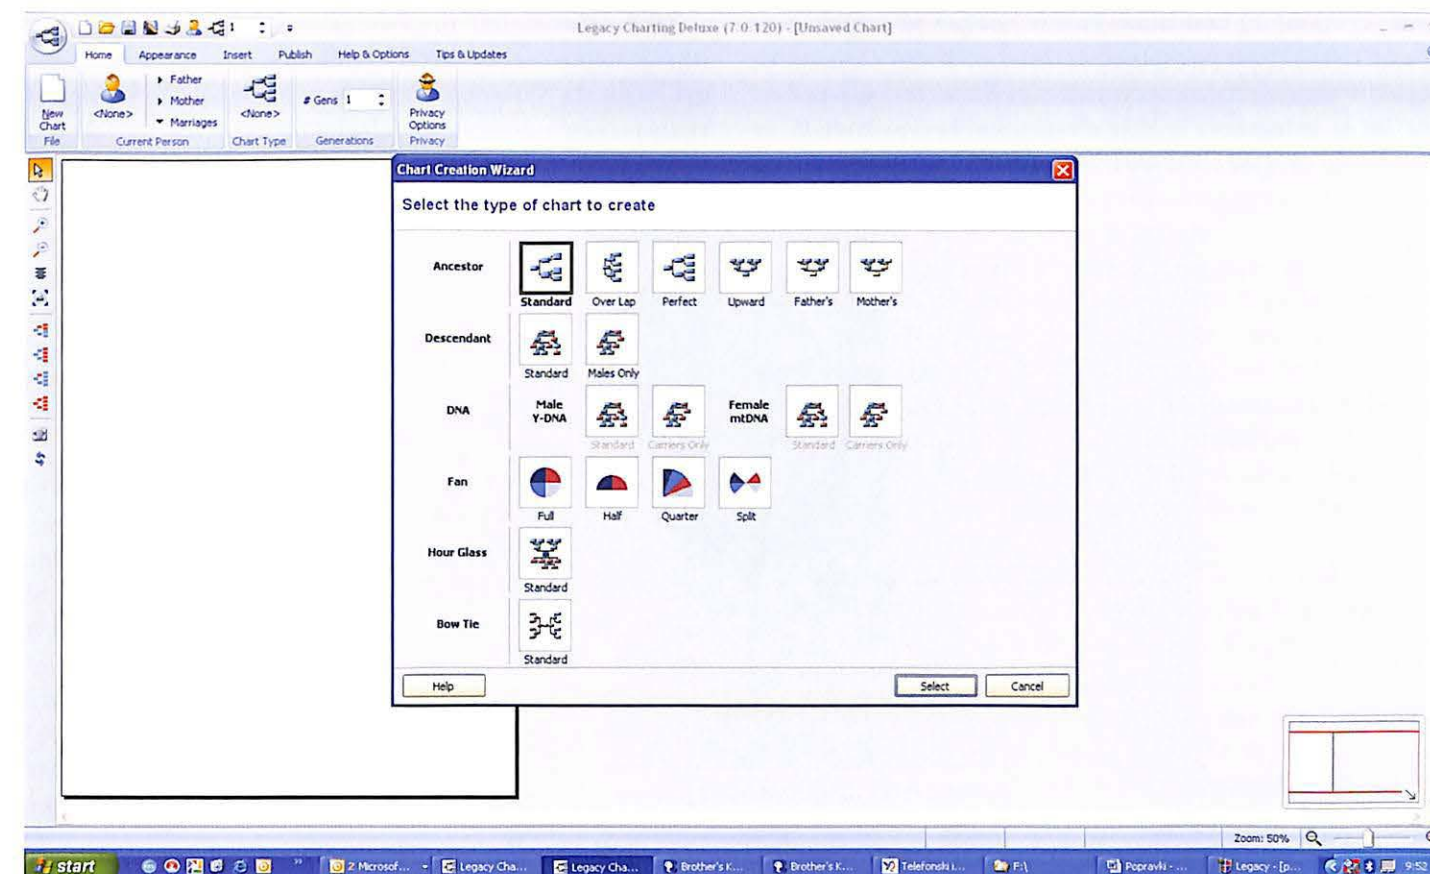 1
Legacy Charting Deluxe (7.0.120) - [Unsaved Chart]
Home Appearance Insert Publish Help & Options Tips & Updates
New Chart
<None>
Father
Mother
Marriages
<None>
# Gens 1
Privacy Options
File Current Person Chart Type Generations Privacy
Chart Creation Wizard
Select the type of chart to create
Ancestor
Standard Over Lap Perfect Upward Father's Mother's
Descendant
Standard Males Only
DNA
Male Y-DNA
Standard Carriers Only
Female mtDNA
Standard Carriers Only
Fan
Full Half Quarter Split
Hour Glass
Standard
Bow Tie
Standard
Help Select Cancel
Zoom: 50%
start 2 Microsof... Legacy Cha... Legacy Cha... Brother's K... Brother's K... Telefonski i... F:\ Popravki - ... Legacy - [p... 9:52